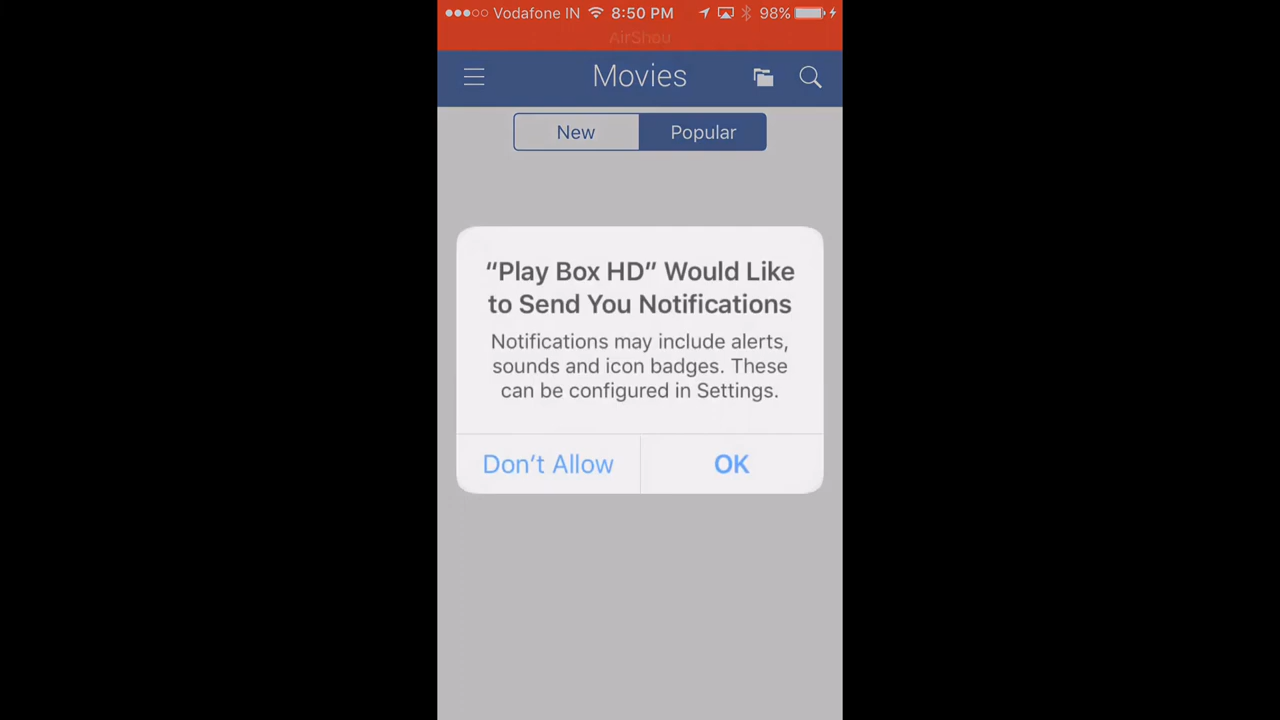 Vodafone IN 8:50 PM 98%
AirShou
Movies
New Popular
“Play Box HD” Would Like
to Send You Notifications
Notifications may include alerts,
sounds and icon badges. These
can be configured in Settings.
Don’t Allow OK